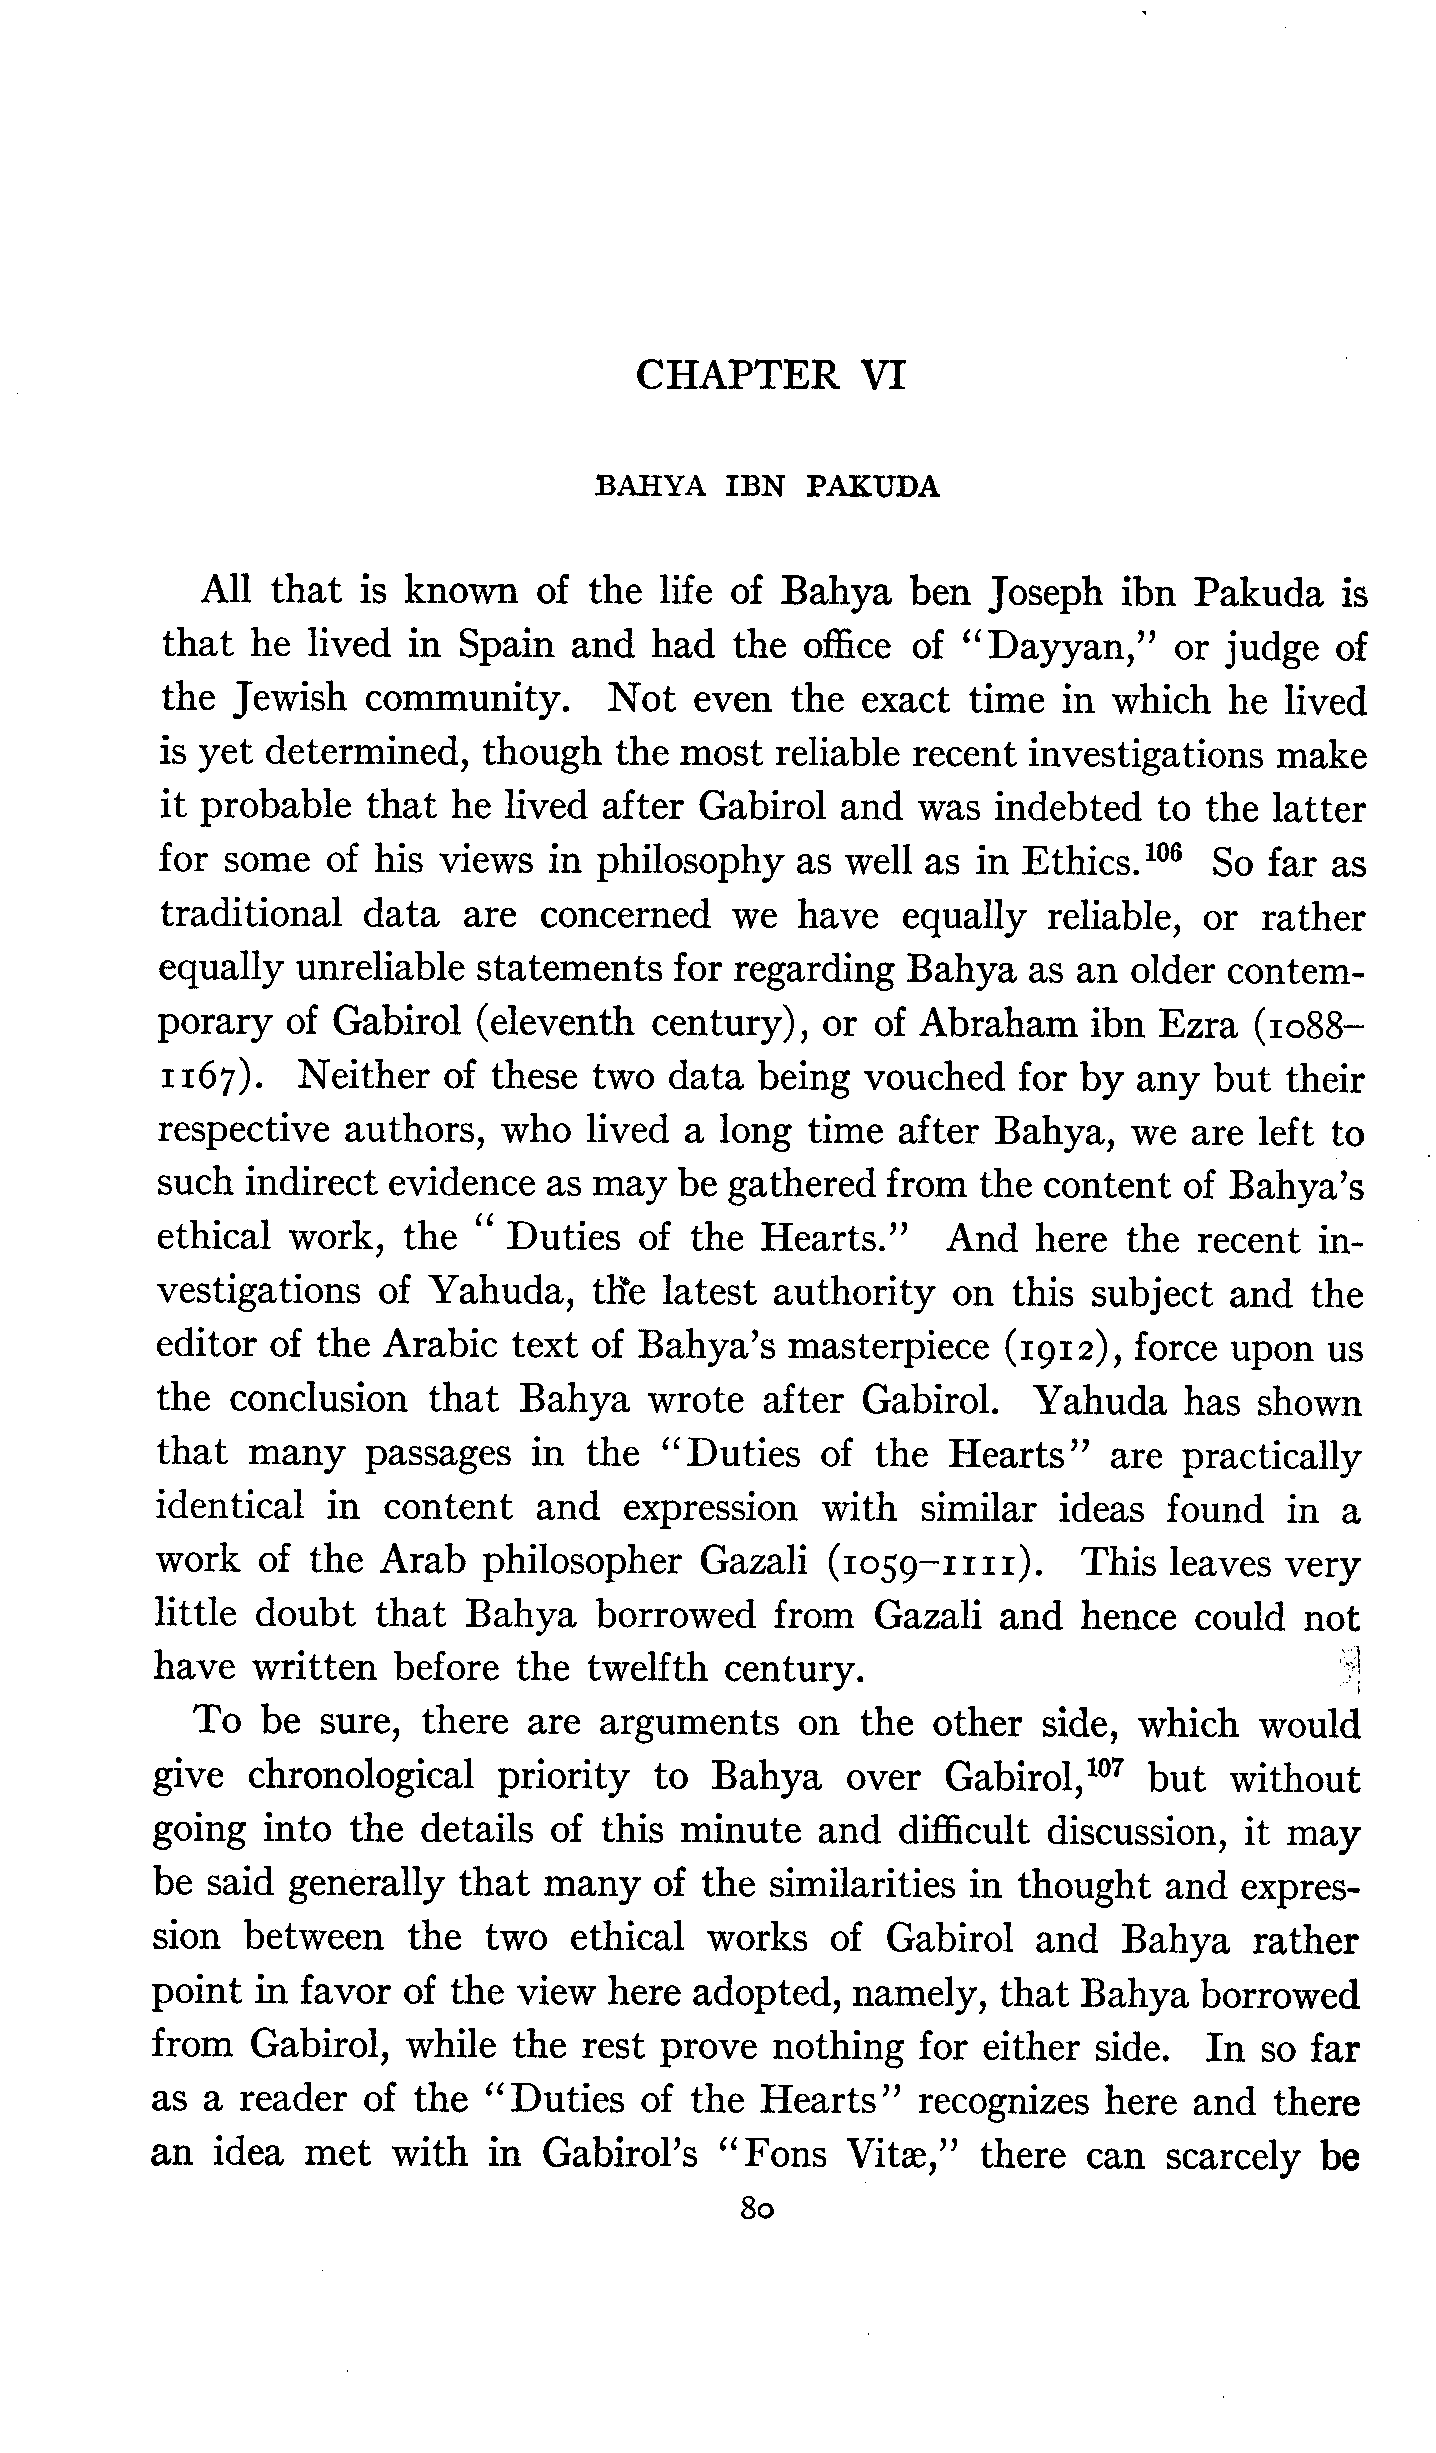 CHAPTER VI
BAHYA IBN PAKUDA
All that is known of the life of Bahya ben Joseph ibn Pakuda is
that he lived in Spain and had the office of "Dayyan," or judge of
the Jewish community. Not even the exact time in which he lived
is yet determined, though the most reliable recent investigations make
it probable that he lived after Gabirol and was indebted to the latter
for some of his views in philosophy as well as in Ethics.¹⁰⁶ So far as
traditional data are concerned we have equally reliable, or rather
equally unreliable statements for regarding Bahya as an older contem-
porary of Gabirol (eleventh century), or of Abraham ibn Ezra (1088–
1167). Neither of these two data being vouched for by any but their
respective authors, who lived a long time after Bahya, we are left to
such indirect evidence as may be gathered from the content of Bahya's
ethical work, the " Duties of the Hearts." And here the recent in-
vestigations of Yahuda, the latest authority on this subject and the
editor of the Arabic text of Bahya's masterpiece (1912), force upon us
the conclusion that Bahya wrote after Gabirol. Yahuda has shown
that many passages in the "Duties of the Hearts" are practically
identical in content and expression with similar ideas found in a
work of the Arab philosopher Gazali (1059–1111). This leaves very
little doubt that Bahya borrowed from Gazali and hence could not
have written before the twelfth century.
To be sure, there are arguments on the other side, which would
give chronological priority to Bahya over Gabirol,¹⁰⁷ but without
going into the details of this minute and difficult discussion, it may
be said generally that many of the similarities in thought and expres-
sion between the two ethical works of Gabirol and Bahya rather
point in favor of the view here adopted, namely, that Bahya borrowed
from Gabirol, while the rest prove nothing for either side. In so far
as a reader of the "Duties of the Hearts" recognizes here and there
an idea met with in Gabirol's "Fons Vitæ," there can scarcely be
80